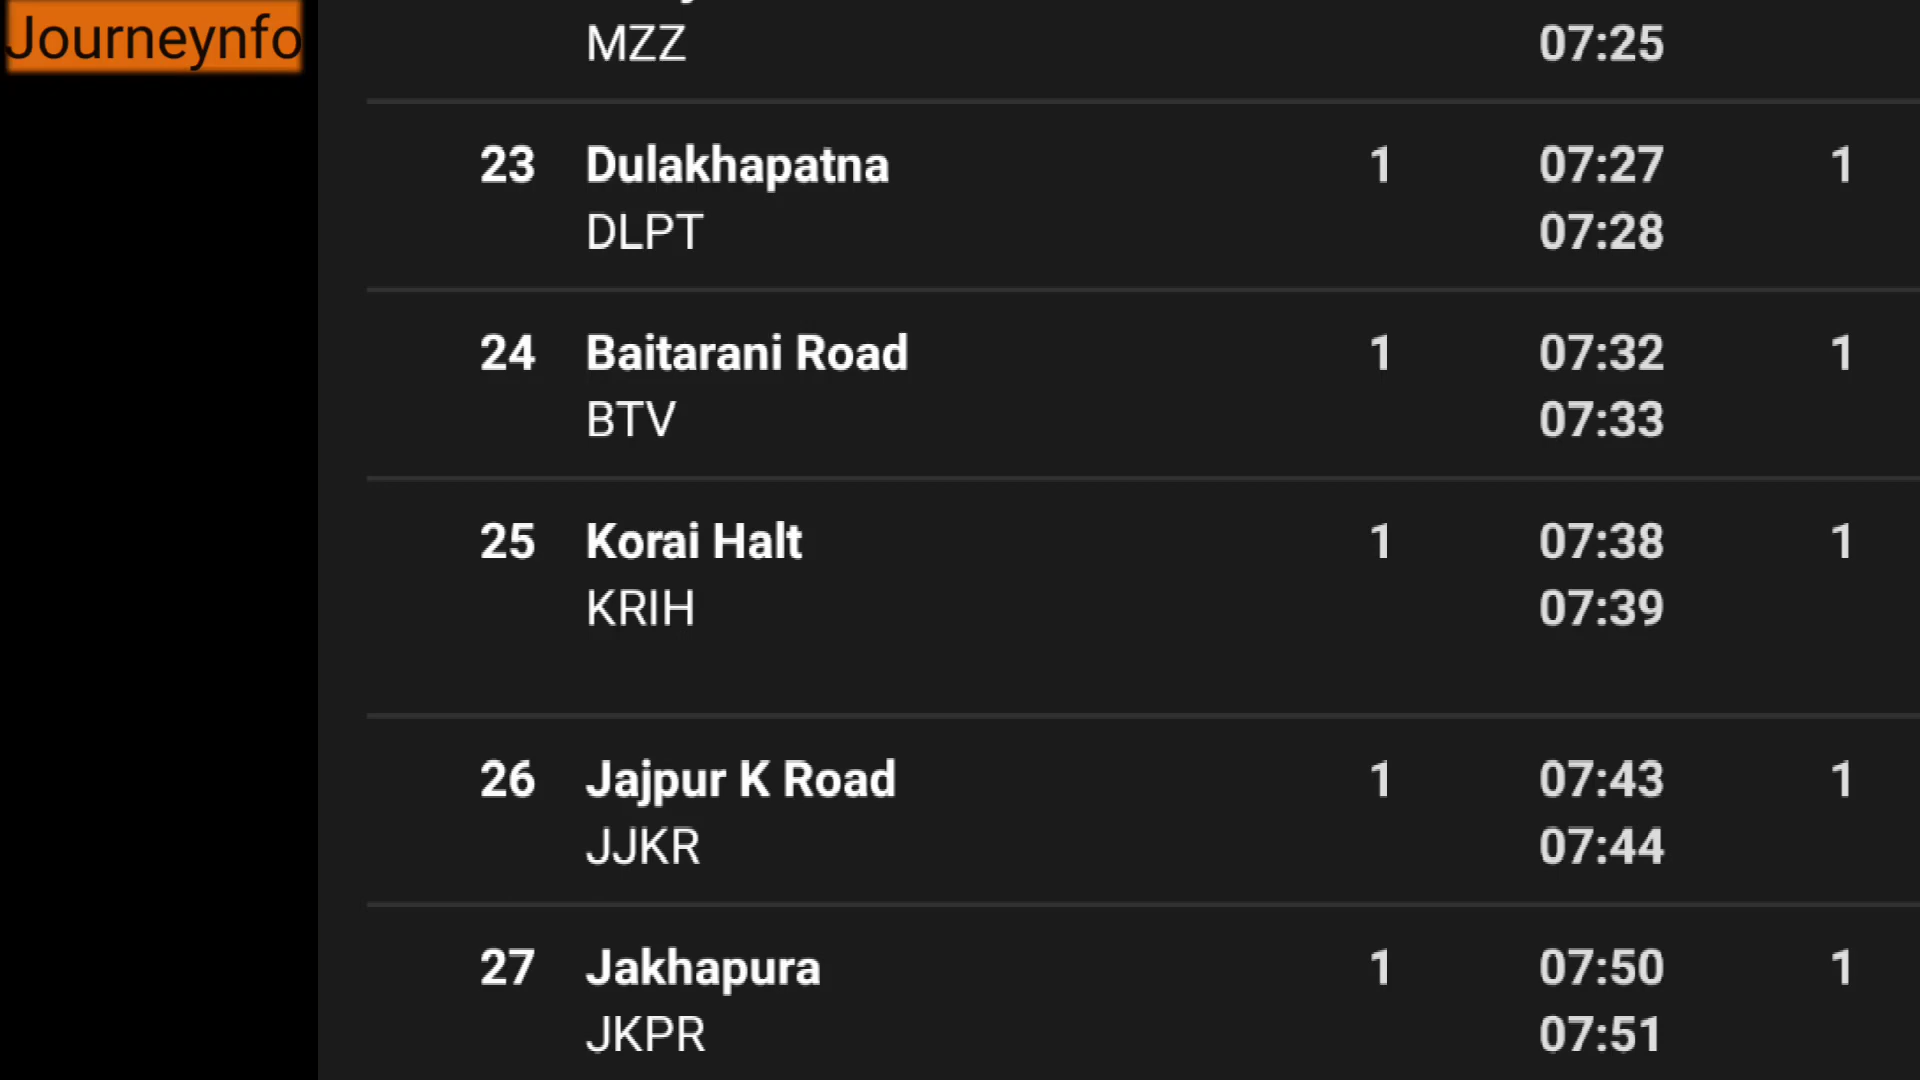 Journeynfo
MZZ 07:25
23 Dulakhapatna 1 07:27 1
DLPT 07:28
24 Baitarani Road 1 07:32 1
BTV 07:33
25 Korai Halt 1 07:38 1
KRIH 07:39
26 Jajpur K Road 1 07:43 1
JJKR 07:44
27 Jakhapura 1 07:50 1
JKPR 07:51